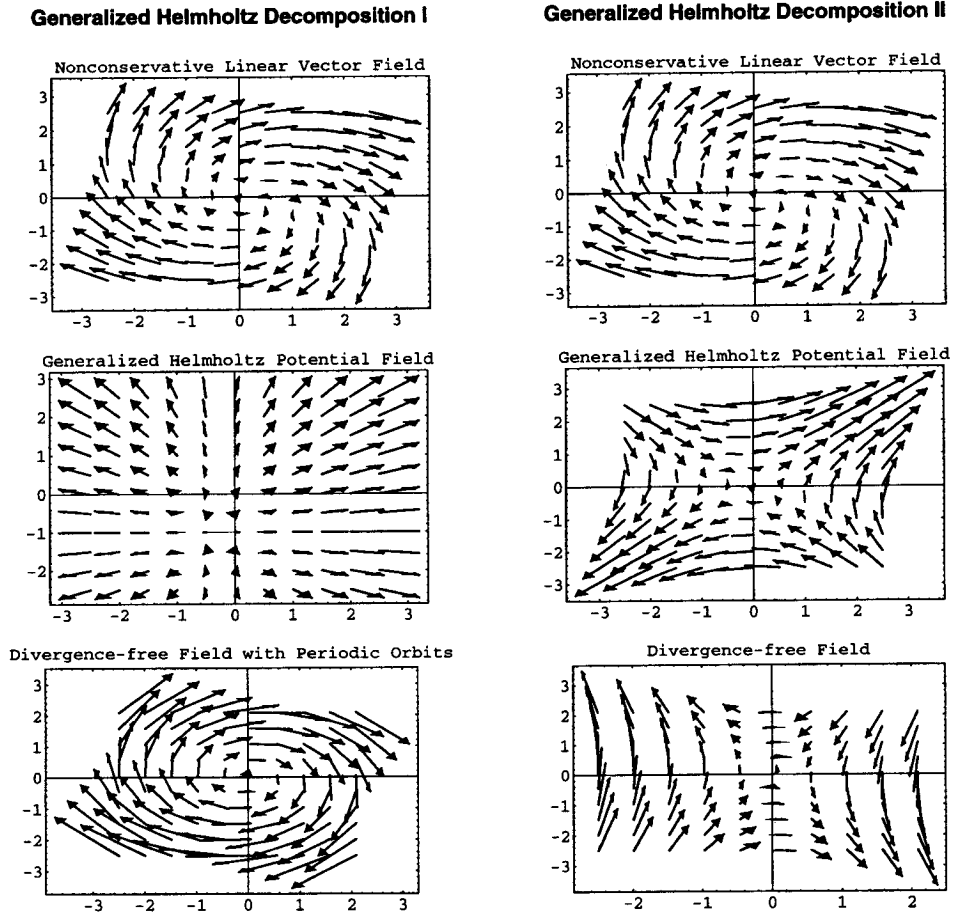 Generalized Helmholtz Decomposition I
Generalized Helmholtz Decomposition II
Nonconservative Linear Vector Field
3
2
1
0
-1
-2
-3
-3 -2 -1 0 1 2 3
Nonconservative Linear Vector Field
3
2
1
0
-1
-2
-3
-3 -2 -1 0 1 2 3
Generalized Helmholtz Potential Field
3
2
1
0
-1
-2
-3 -2 -1 0 1 2 3
Generalized Helmholtz Potential Field
3
2
1
0
-1
-2
-3
-3 -2 -1 0 1 2 3
Divergence-free Field with Periodic Orbits
3
2
1
0
-1
-2
-3
-3 -2 -1 0 1 2 3
Divergence-free Field
3
2
1
0
-1
-2
-3
-2 -1 0 1 2